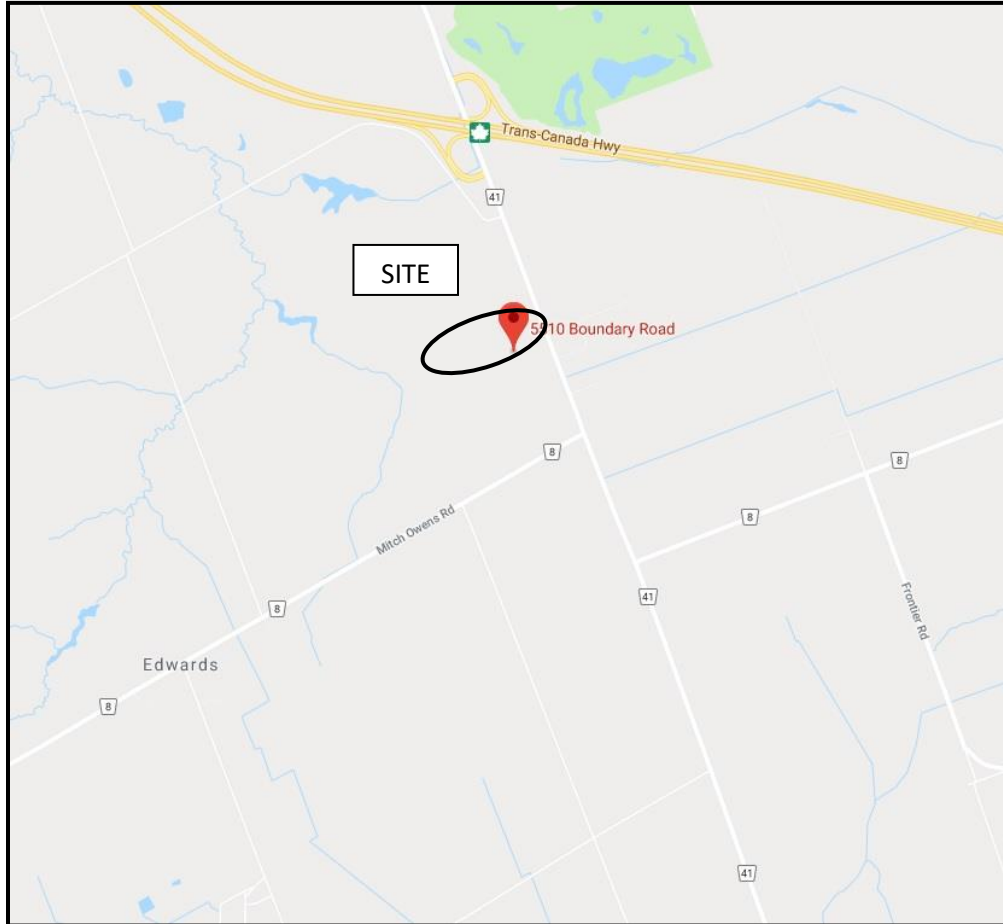 Trans-Canada Hwy
41
SITE
5510 Boundary Road
8
8
Mitch Owens Rd
8
41
8
Frontier Rd
Edwards
8
41